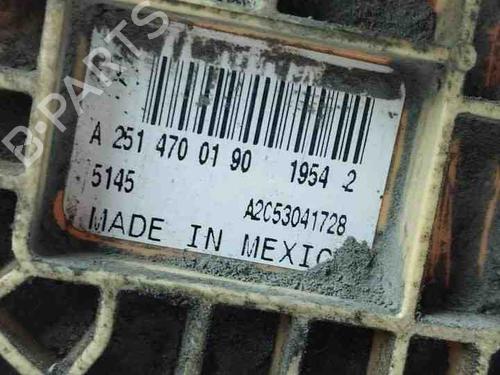 B-PARTS
A 251 470 01 90 1954 2
5145 A2C53041728
MADE IN MEXICO